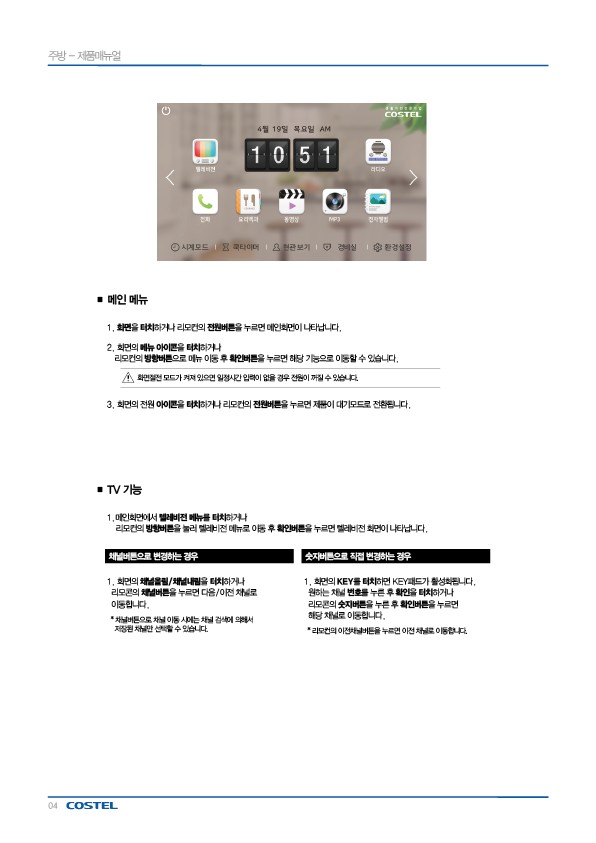 주방 - 제품매뉴얼
COSTEL
4월 19일 목요일 AM
10 51
텔레비전
라디오
전화
요리백과
동영상
MP3
전자앨범
시계모드
쿡타이머
현관보기
경비실
환경설정
■ 메인 메뉴
1. 화면을 터치하거나 리모컨의 전원버튼을 누르면 메인화면이 나타납니다.
2. 화면의 메뉴 아이콘을 터치하거나
리모컨의 방향버튼으로 메뉴 이동 후 확인버튼을 누르면 해당 기능으로 이동할 수 있습니다.
화면절전 모드가 켜져 있으면 일정시간 입력이 없을 경우 전원이 꺼질 수 있습니다.
3. 화면의 전원 아이콘을 터치하거나 리모컨의 전원버튼을 누르면 제품이 대기모드로 전환됩니다.
■ TV 기능
1. 메인화면에서 텔레비전 메뉴를 터치하거나
리모컨의 방향버튼을 눌러 텔레비전 메뉴로 이동 후 확인버튼을 누르면 텔레비전 화면이 나타납니다.
채널버튼으로 변경하는 경우
1. 화면의 채널올림/채널내림을 터치하거나
리모콘의 채널버튼을 누르면 다음/이전 채널로
이동합니다.
* 채널버튼으로 채널 이동 시에는 채널 검색에 의해서
저장된 채널만 선택할 수 있습니다.
숫자버튼으로 직접 변경하는 경우
1. 화면의 KEY를 터치하면 KEY패드가 활성화됩니다.
원하는 채널 번호를 누른 후 확인을 터치하거나
리모콘의 숫자버튼을 누른 후 확인버튼을 누르면
해당 채널로 이동합니다.
* 리모컨의 이전채널버튼을 누르면 이전 채널로 이동합니다.
04 COSTEL